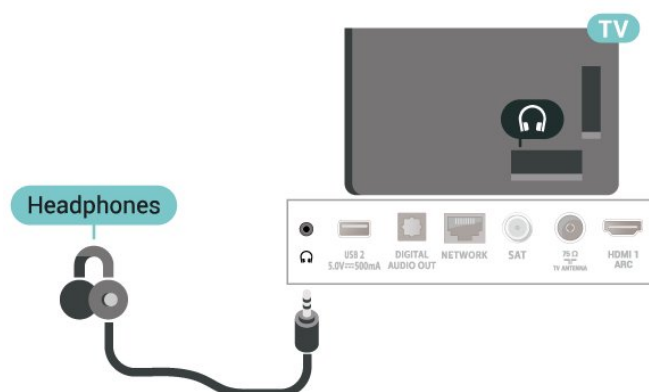 TV
Headphones
USB 2
5.0V⎓500mA
DIGITAL
AUDIO OUT
NETWORK
SAT
75 Ω
TV ANTENNA
HDMI 1
ARC